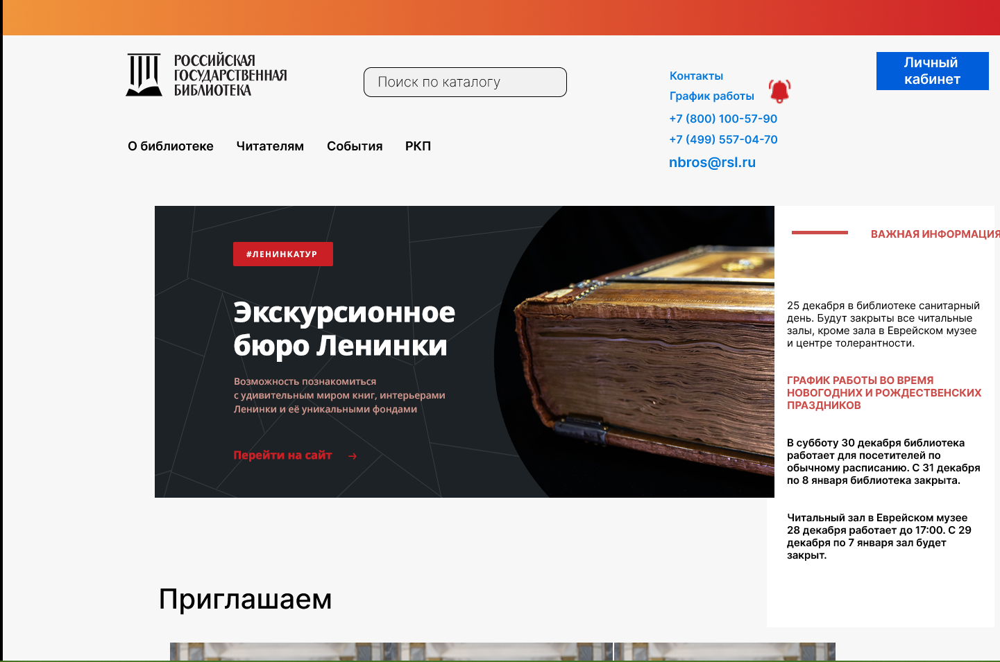 РОССИЙСКАЯ
ГОСУДАРСТВЕННАЯ
БИБЛИОТЕКА
Поиск по каталогу
Контакты
График работы
+7 (800) 100-57-90
+7 (499) 557-04-70
nbros@rsl.ru
Личный
кабинет
О библиотеке
Читателям
События
РКП
#ЛЕНИНКАТУР
Экскурсионное
бюро Ленинки
Возможность познакомиться
с удивительным миром книг, интерьерами
Ленинки и её уникальными фондами
Перейти на сайт →
ВАЖНАЯ ИНФОРМАЦИЯ
25 декабря в библиотеке санитарный
день. Будут закрыты все читальные
залы, кроме зала в Еврейском музее
и центре толерантности.
ГРАФИК РАБОТЫ ВО ВРЕМЯ
НОВОГОДНИХ И РОЖДЕСТВЕНСКИХ
ПРАЗДНИКОВ
В субботу 30 декабря библиотека
работает для посетителей по
обычному расписанию. С 31 декабря
по 8 января библиотека закрыта.
Читальный зал в Еврейском музее
28 декабря работает до 17:00. С 29
декабря по 7 января зал будет
закрыт.
Приглашаем